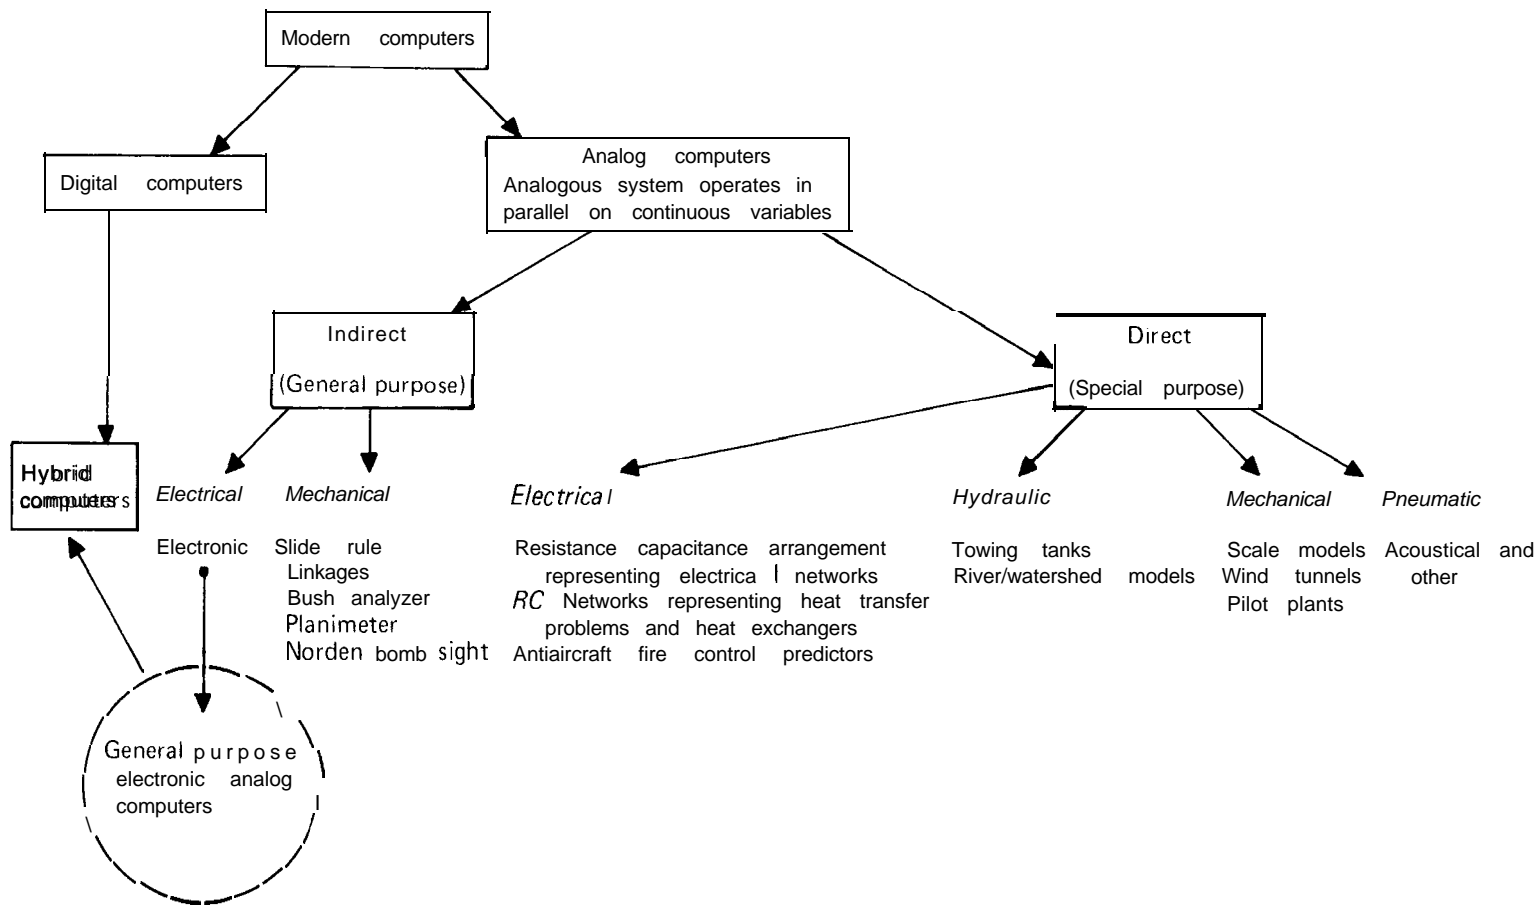 Modern computers
Digital computers
Analog computers
Analogous system operates in
parallel on continuous variables
Indirect
(General purpose)
Direct
(Special purpose)
Hybrid
computers
Electrical
Electronic
Mechanical
Slide rule
Linkages
Bush analyzer
Planimeter
Norden bomb sight
Electrical
Resistance capacitance arrangement
representing electrical networks
RC Networks representing heat transfer
problems and heat exchangers
Antiaircraft fire control predictors
Hydraulic
Towing tanks
River/watershed models
Mechanical
Scale models
Wind tunnels
Pilot plants
Pneumatic
Acoustical and
other
General purpose
electronic analog
computers